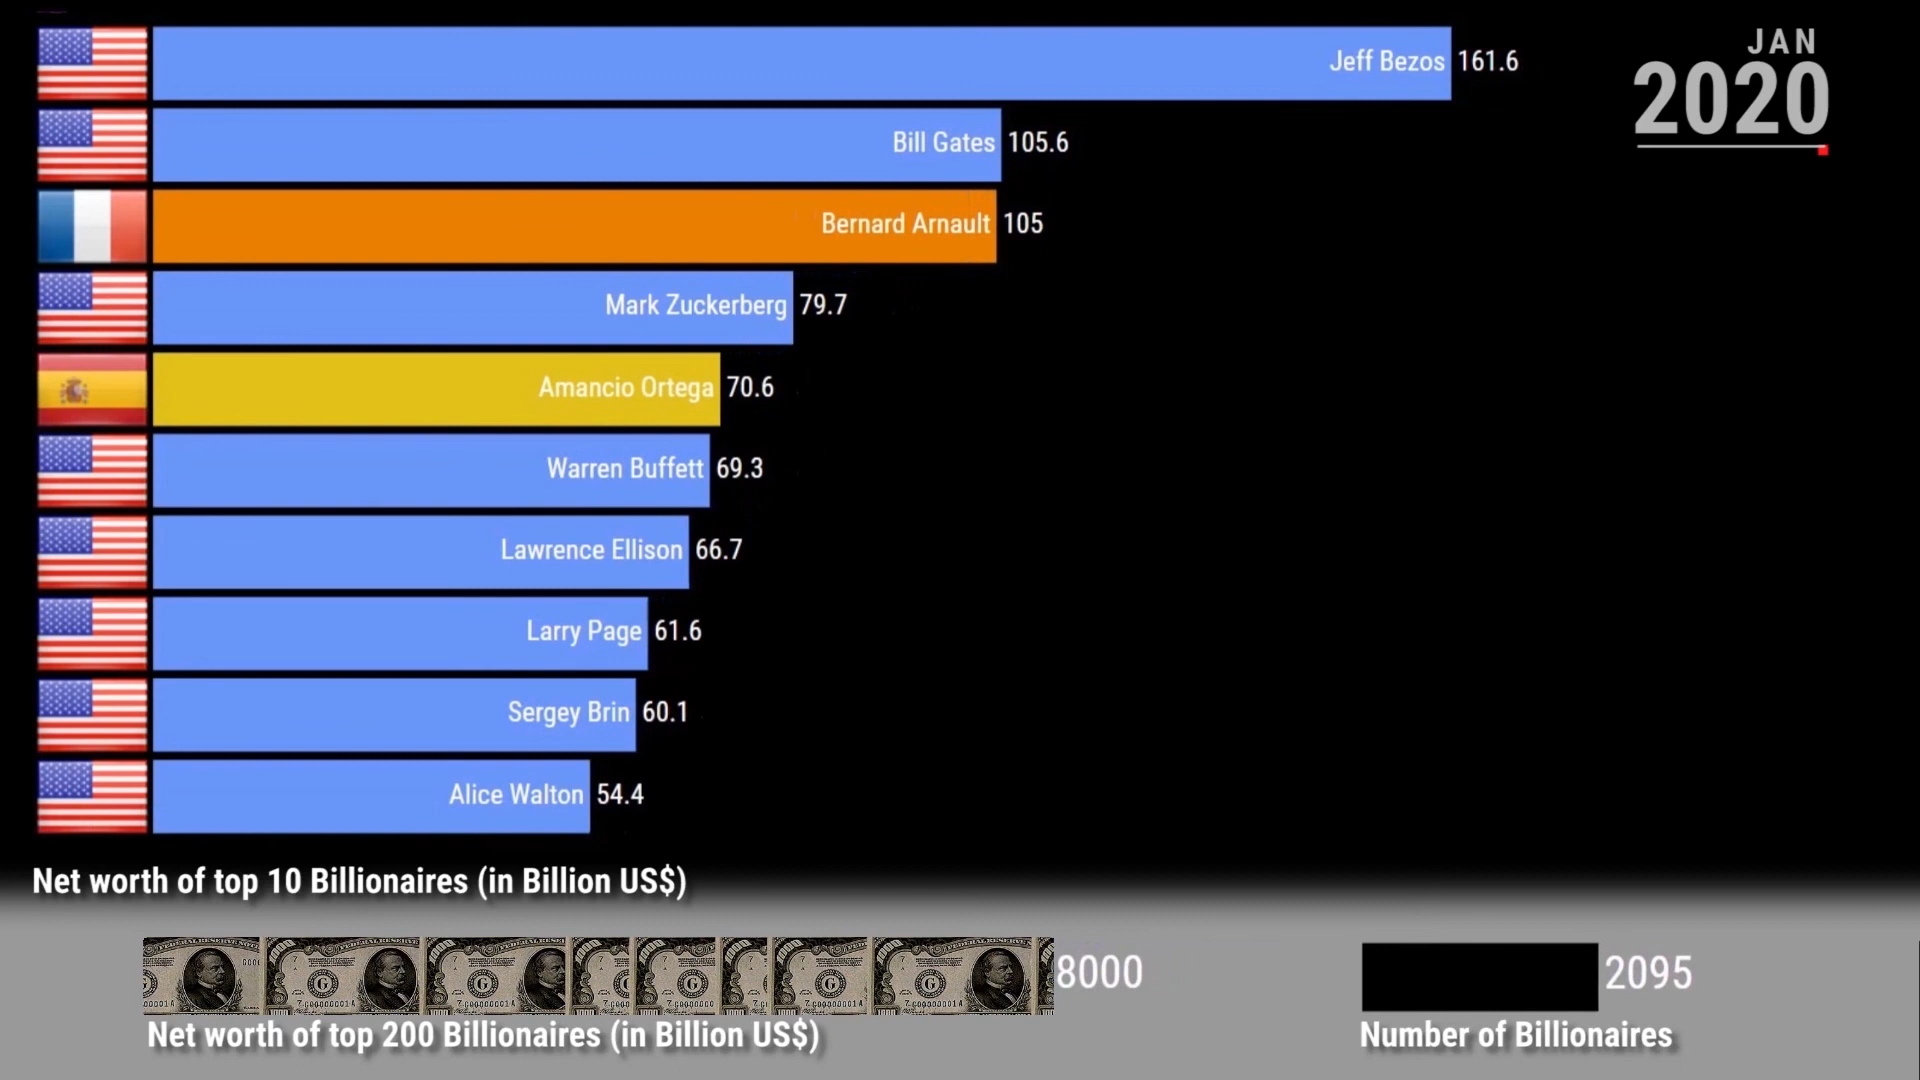 JAN
2020
Jeff Bezos 161.6
Bill Gates 105.6
Bernard Arnault 105
Mark Zuckerberg 79.7
Amancio Ortega 70.6
Warren Buffett 69.3
Lawrence Ellison 66.7
Larry Page 61.6
Sergey Brin 60.1
Alice Walton 54.4
Net worth of top 10 Billionaires (in Billion US$)
8000
2095
Net worth of top 200 Billionaires (in Billion US$)
Number of Billionaires